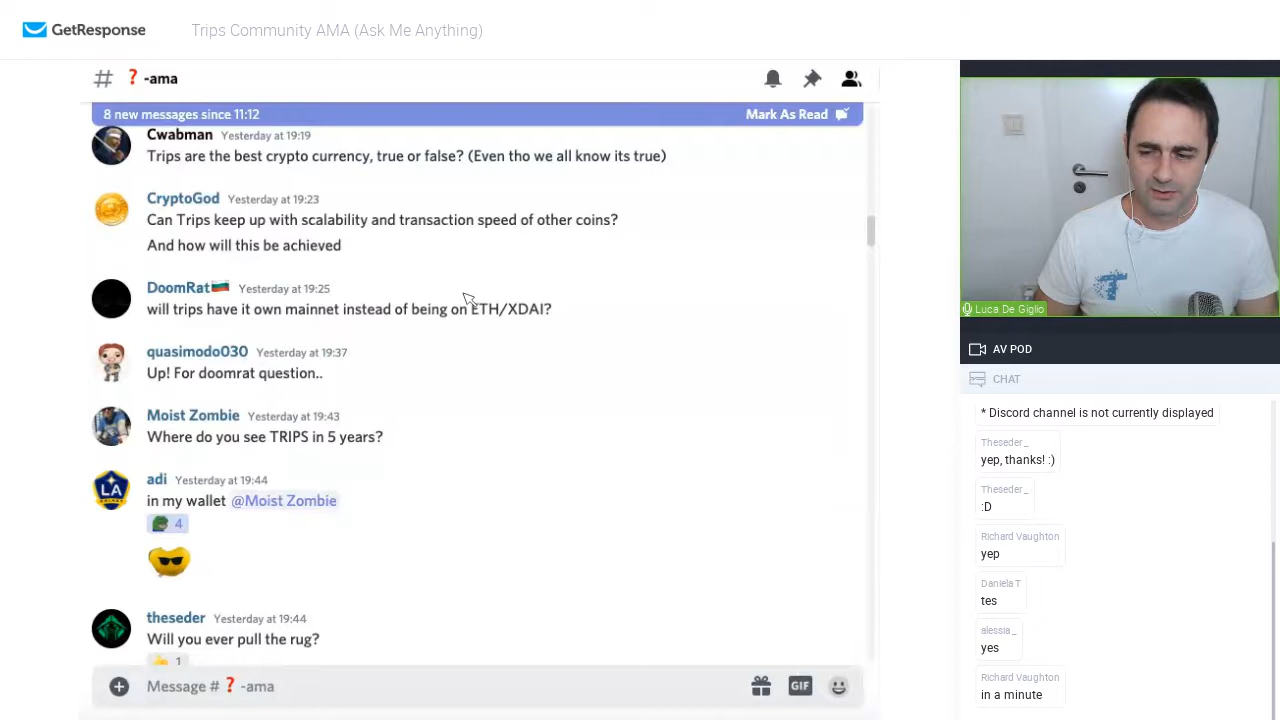 GetResponse
Trips Community AMA (Ask Me Anything)
# ❓ -ama
8 new messages since 11:12
Mark As Read
Cwabman Yesterday at 19:19
Trips are the best crypto currency, true or false? (Even tho we all know its true)
CryptoGod Yesterday at 19:23
Can Trips keep up with scalability and transaction speed of other coins?
And how will this be achieved
DoomRat🇧🇬 Yesterday at 19:25
will trips have it own mainnet instead of being on ETH/XDAI?
quasimodo030 Yesterday at 19:37
Up! For doomrat question..
Moist Zombie Yesterday at 19:43
Where do you see TRIPS in 5 years?
LA
adi Yesterday at 19:44
in my wallet @Moist Zombie
4
theseder Yesterday at 19:44
Will you ever pull the rug?
1
Message # ❓ -ama
GIF
T
Luca De Giglio
AV POD
CHAT
* Discord channel is not currently displayed
Theseder _
yep, thanks! :)
Theseder _
:D
Richard Vaughton
yep
Daniela T
tes
alessia _
yes
Richard Vaughton
in a minute